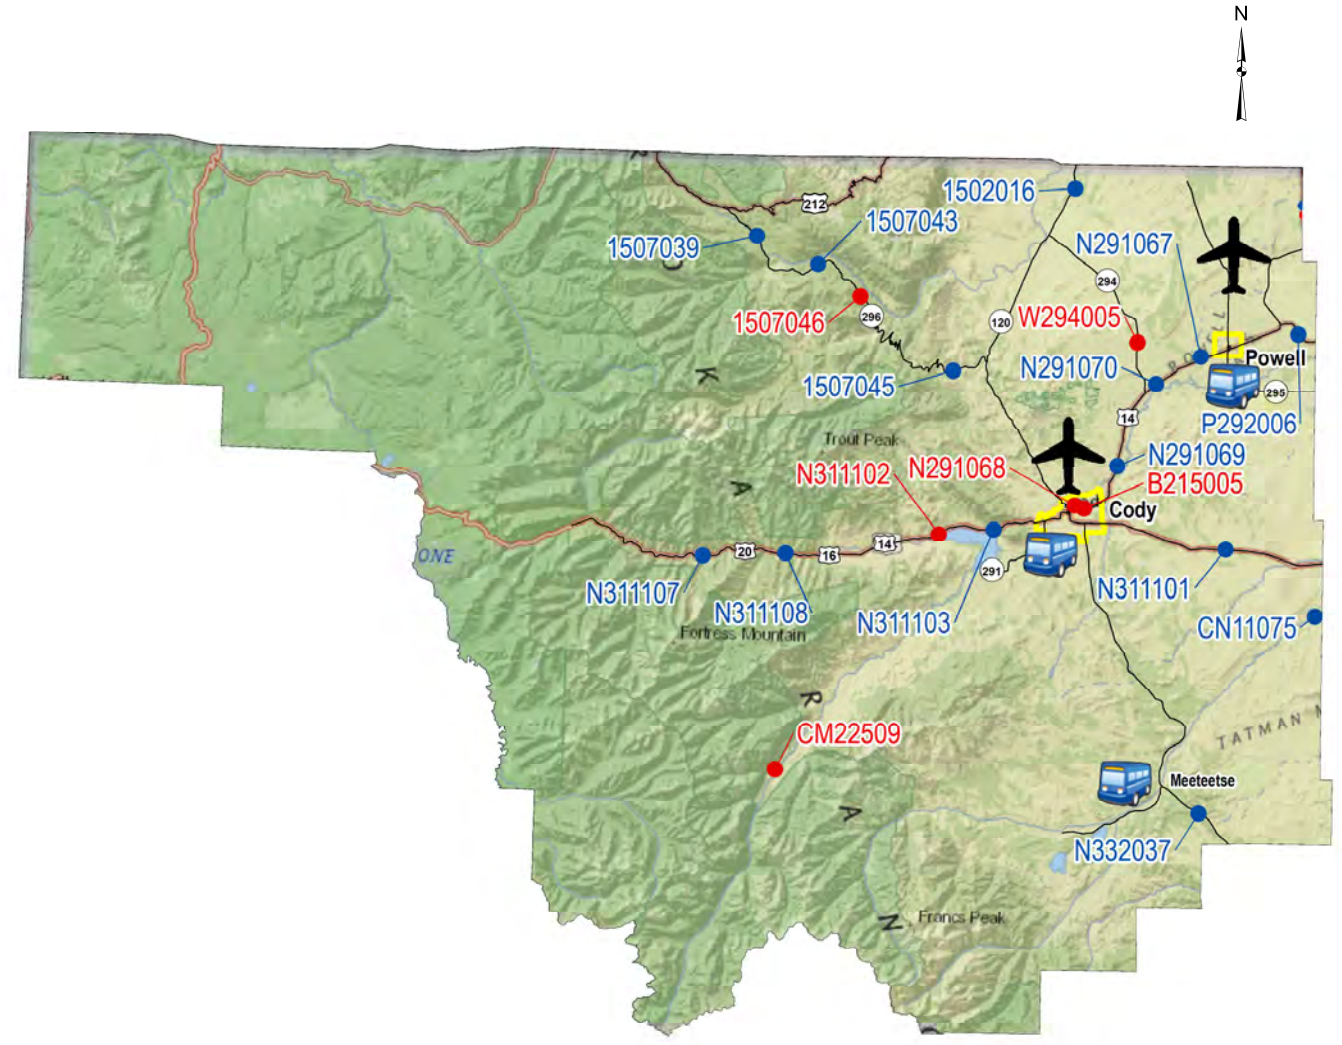 N
212
1502016
1507043
1507039
N291067
294
1507046
296
120
W294005
POWELL
Powell
N291070
1507045
K
295
14
P292006
Trout Peak
N311102
N291068
N291069
B215005
A
Cody
ONE
20
16
14
291
N311107
N311108
N311103
N311101
CN11075
Fortress Mountain
R
CM22509
TATMAN M
Meeteetse
A
N332037
N
Francs Peak